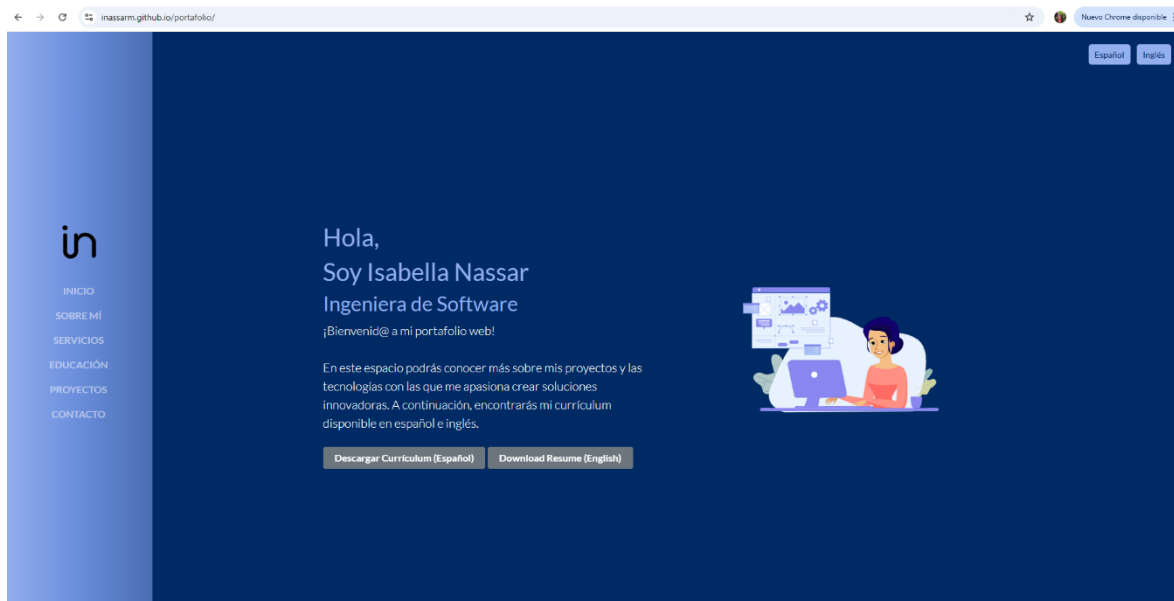 inassarm.github.io/portafolio/
Nuevo Chrome disponible
Español Inglés
in
INICIO
SOBRE MÍ
SERVICIOS
EDUCACIÓN
PROYECTOS
CONTACTO
Hola,
Soy Isabella Nassar
Ingeniera de Software
¡Bienvenid@ a mi portafolio web!
En este espacio podrás conocer más sobre mis proyectos y las
tecnologías con las que me apasiona crear soluciones
innovadoras. A continuación, encontrarás mi currículum
disponible en español e inglés.
Descargar Currículum (Español) Download Resume (English)